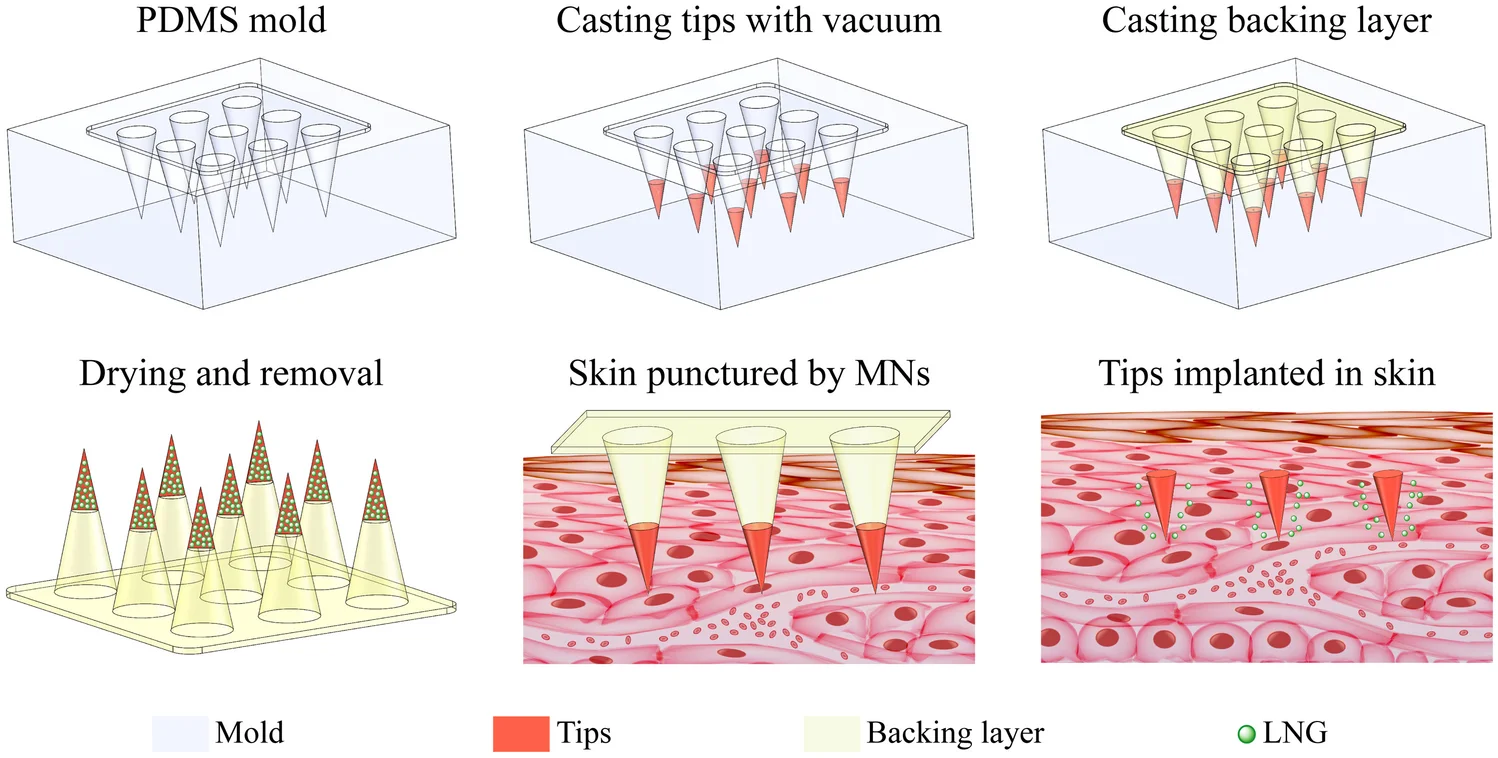 PDMS mold
Casting tips with vacuum
Casting backing layer
Drying and removal
Skin punctured by MNs
Tips implanted in skin
Mold
Tips
Backing layer
LNG